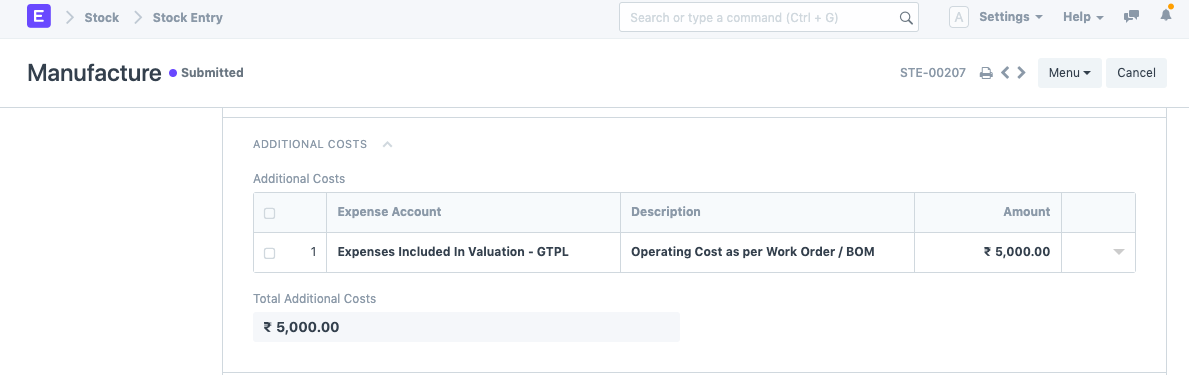 E Stock Stock Entry Search or type a command (Ctrl + G) A Settings Help
Manufacture Submitted STE-00207 Menu Cancel
ADDITIONAL COSTS
Additional Costs
Expense Account Description Amount
1 Expenses Included In Valuation - GTPL Operating Cost as per Work Order / BOM ₹ 5,000.00
Total Additional Costs
₹ 5,000.00